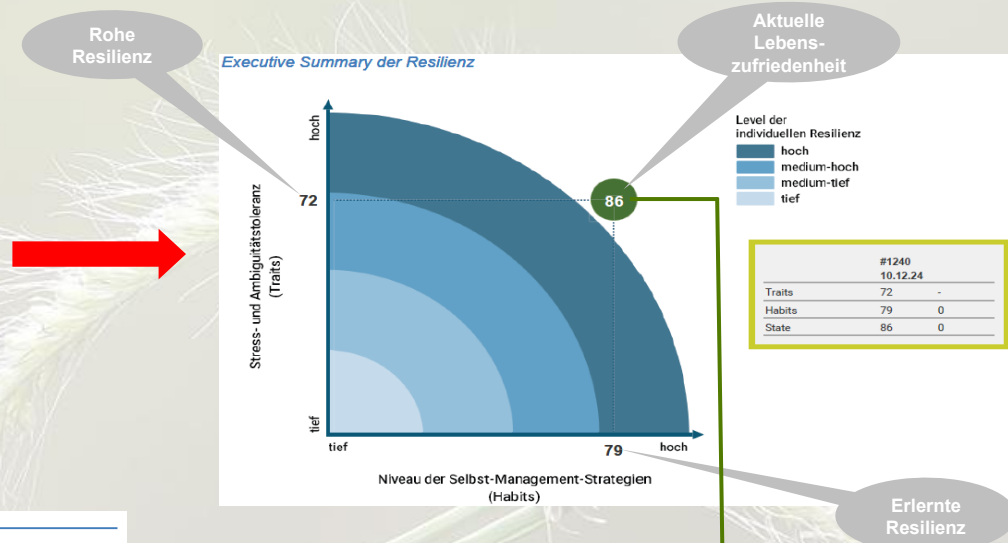 Rohe
Resilienz
Aktuelle
Lebens-
zufriedenheit
Executive Summary der Resilienz
Level der
individuellen Resilienz
hoch
medium-hoch
medium-tief
tief
hoch
72
86
Stress- und Ambiguitätstoleranz
(Traits)
tief
tief
79
hoch
Niveau der Selbst-Management-Strategien
(Habits)
#1240
10.12.24
Traits 72 -
Habits 79 0
State 86 0
Erlernte
Resilienz